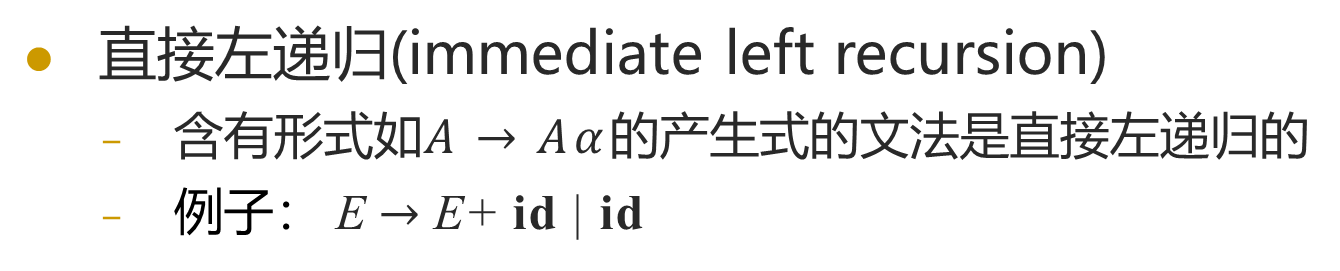 ● 直接左递归(immediate left recursion)
– 含有形式如A → A α的产生式的文法是直接左递归的
– 例子： E → E+ id | id